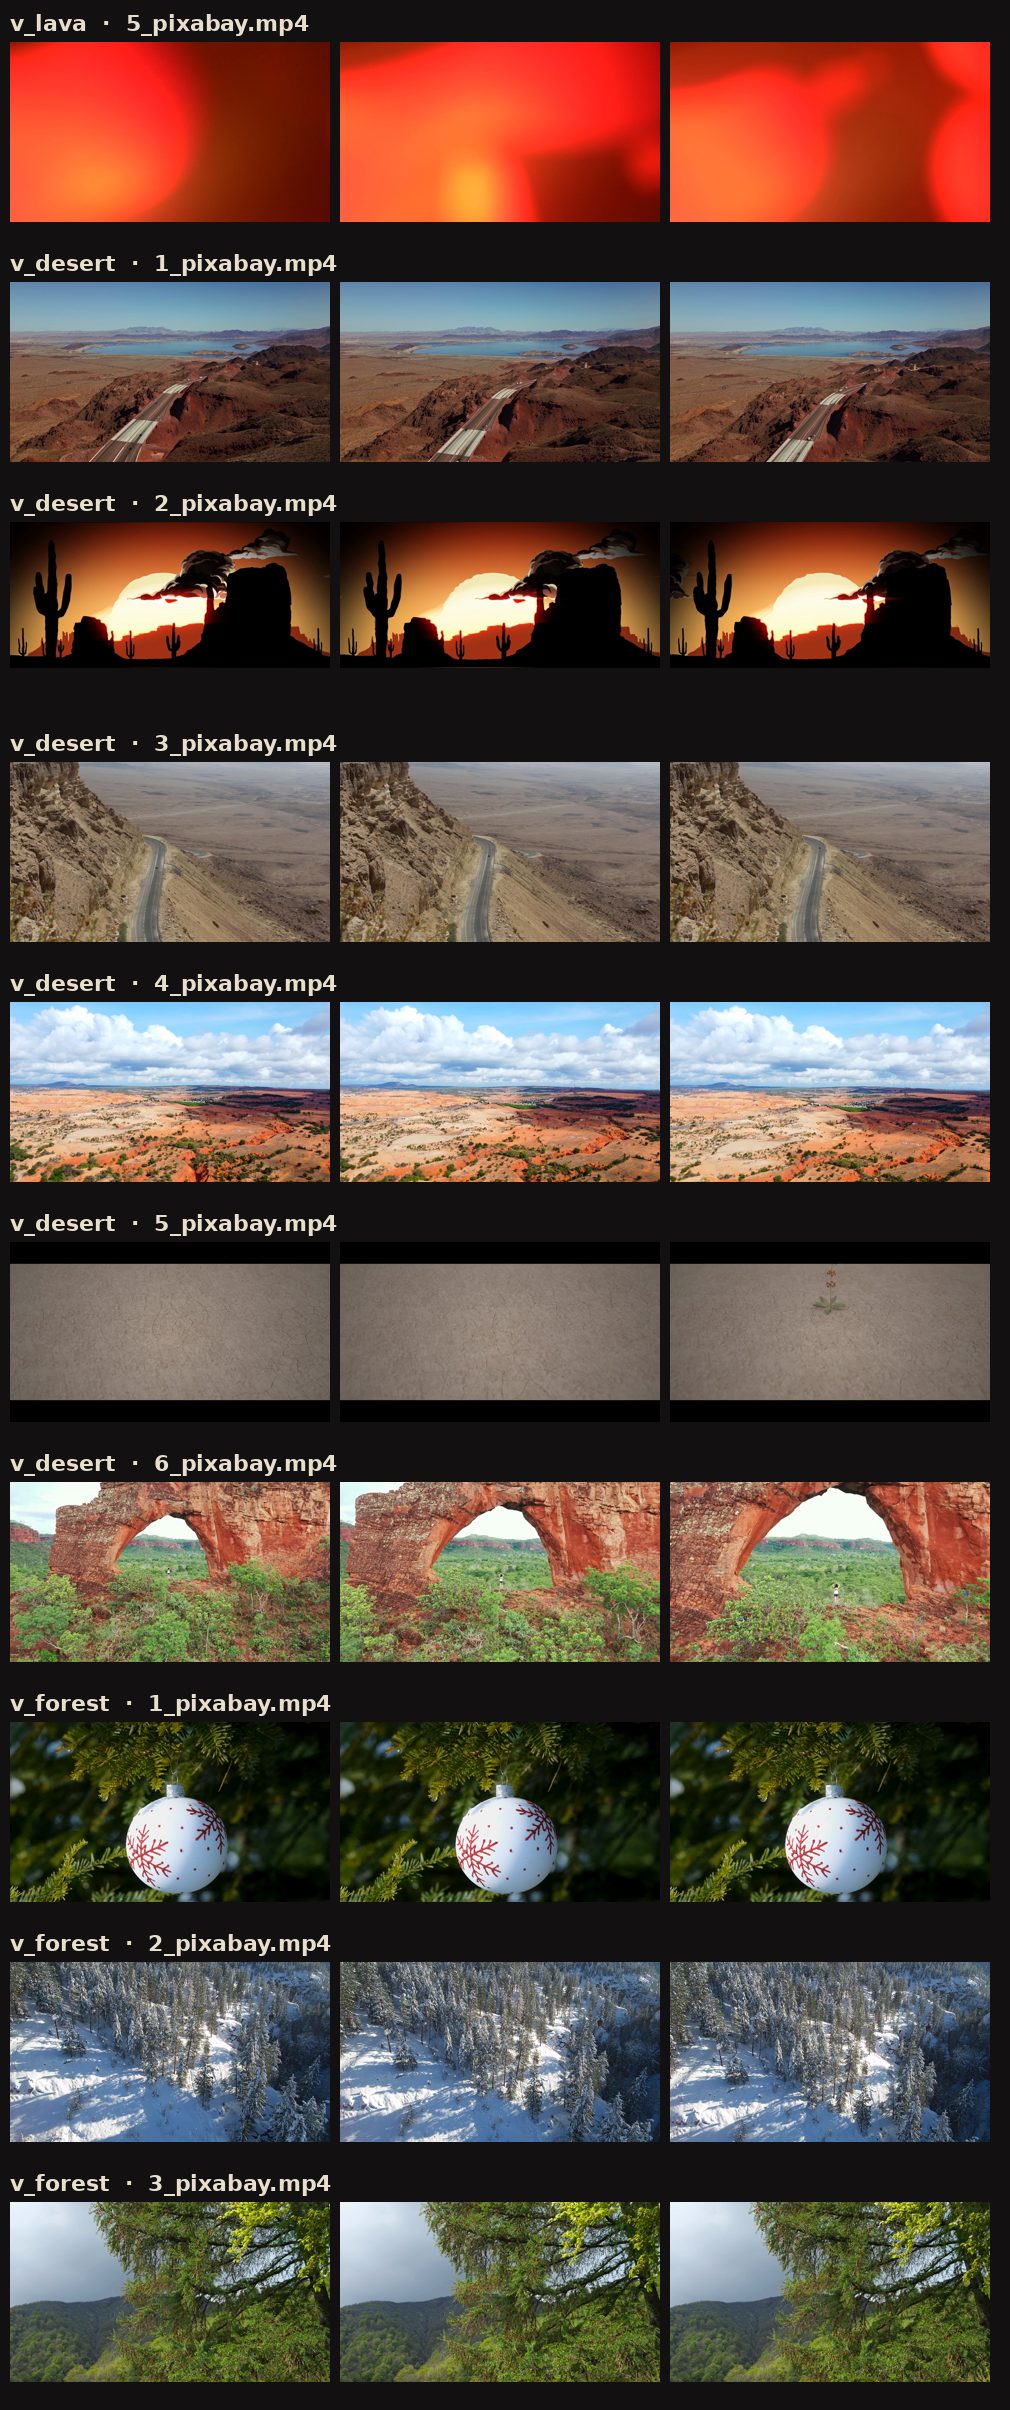 v_lava · 5_pixabay.mp4
v_desert · 1_pixabay.mp4
v_desert · 2_pixabay.mp4
v_desert · 3_pixabay.mp4
v_desert · 4_pixabay.mp4
v_desert · 5_pixabay.mp4
v_desert · 6_pixabay.mp4
v_forest · 1_pixabay.mp4
v_forest · 2_pixabay.mp4
v_forest · 3_pixabay.mp4